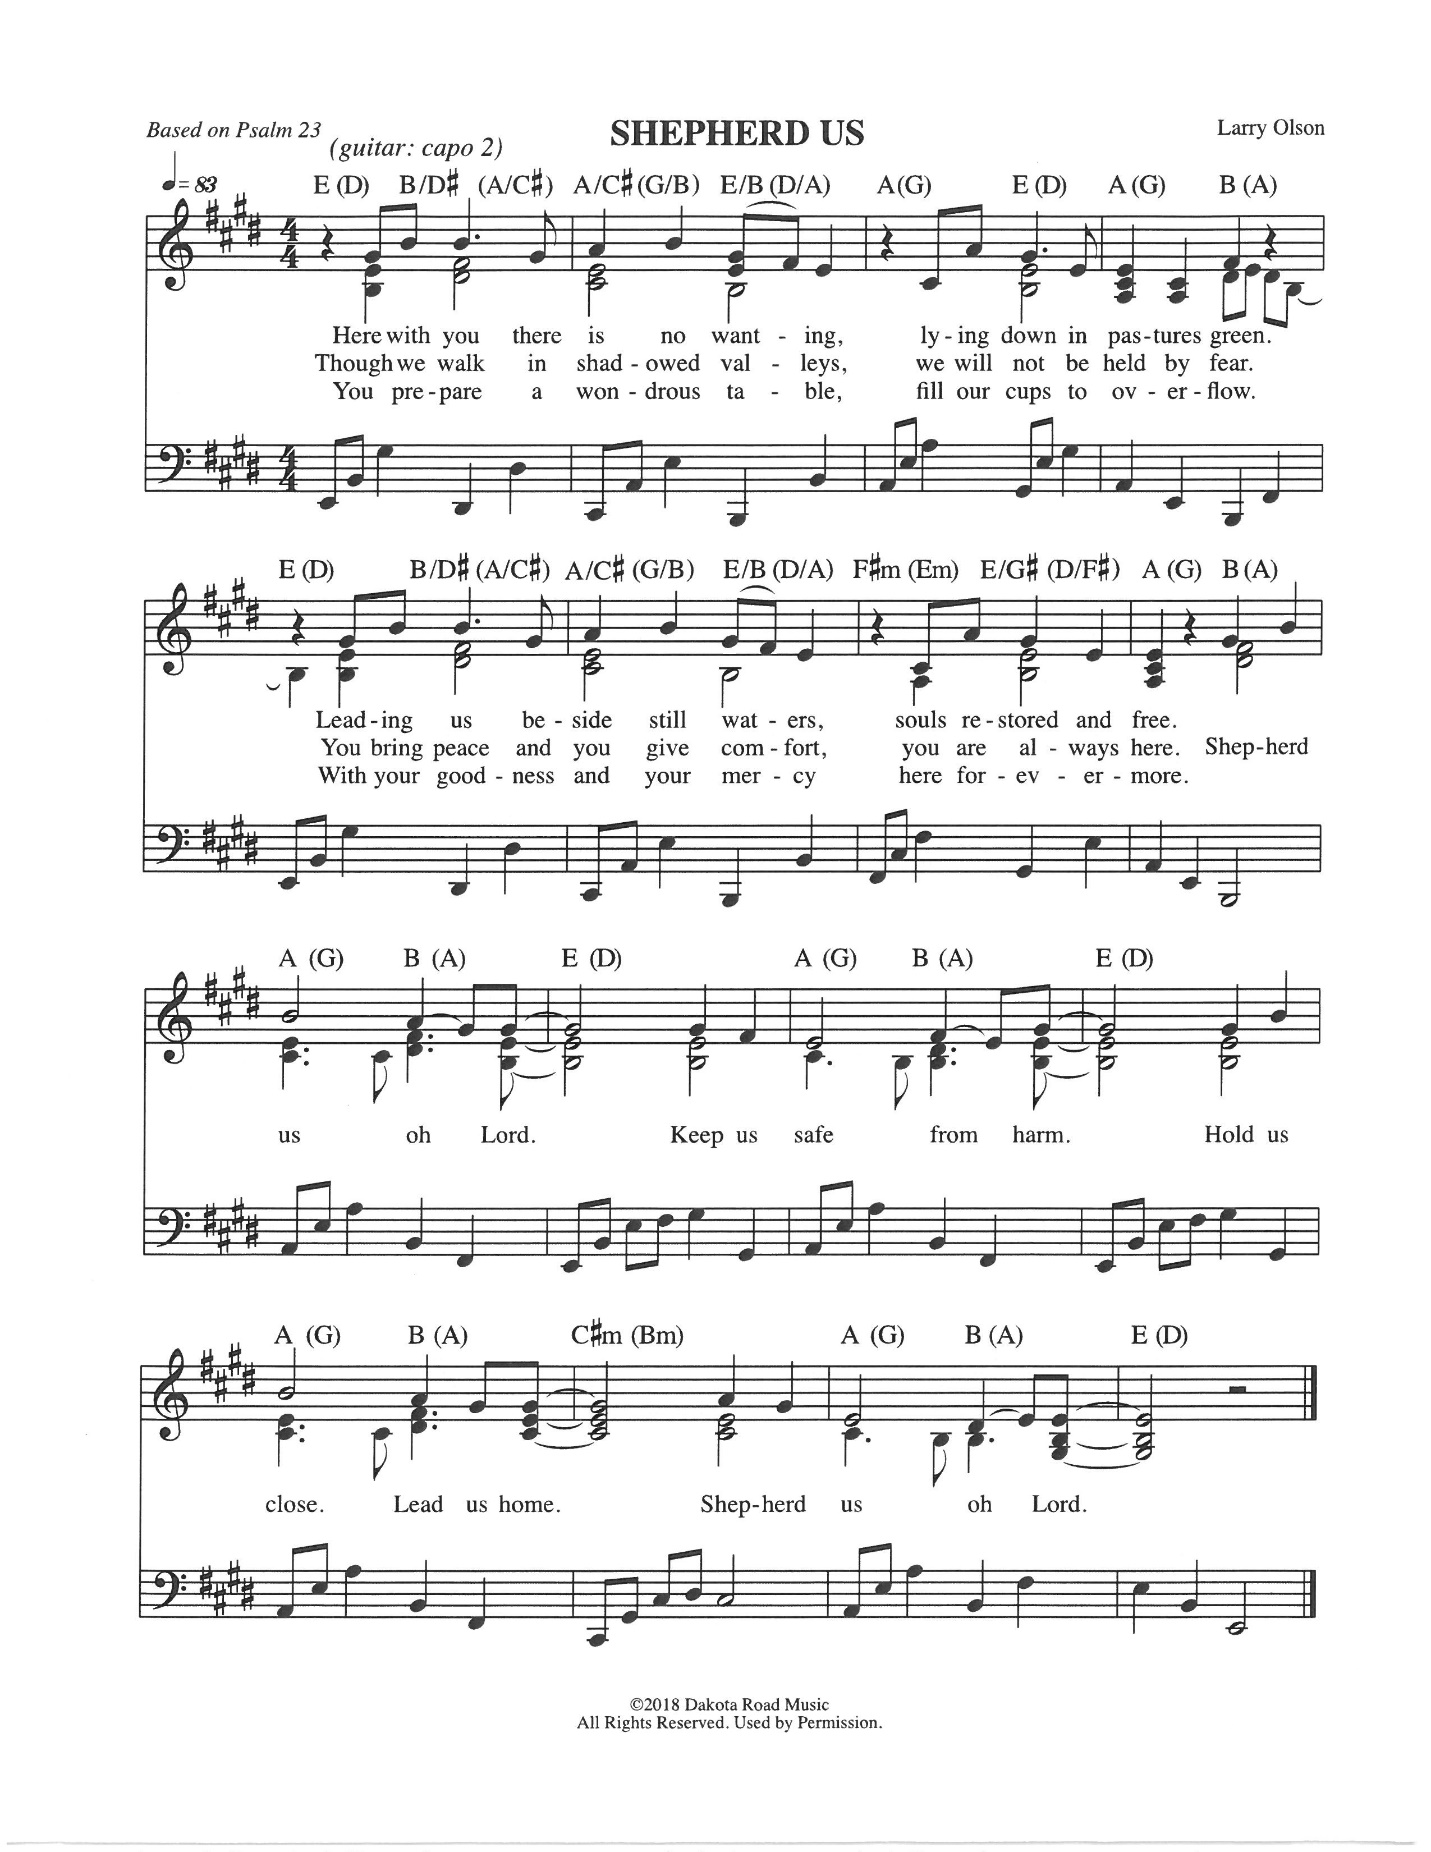 Based on Psalm 23
(guitar: capo 2)
SHEPHERD US
Larry Olson
♩= 83
E (D) B/D♯ (A/C♯) A/C♯ (G/B) E/B (D/A) A(G) E (D) A (G) B (A)
4/4
Here with you there is no want - ing, ly - ing down in pas-tures green.
Though we walk in shad - owed val - leys, we will not be held by fear.
You pre - pare a won - drous ta - ble, fill our cups to ov - er - flow.
4/4
E (D) B/D♯ (A/C♯) A/C♯ (G/B) E/B (D/A) F♯m (Em) E/G♯ (D/F♯) A (G) B (A)
Lead - ing us be - side still wat - ers, souls re - stored and free.
You bring peace and you give com - fort, you are al - ways here. Shep-herd
With your good - ness and your mer - cy here for - ev - er - more.
A (G) B (A) E (D) A (G) B (A) E (D)
us oh Lord. Keep us safe from harm. Hold us
A (G) B (A) C♯m (Bm) A (G) B (A) E (D)
close. Lead us home. Shep-herd us oh Lord.
©2018 Dakota Road Music
All Rights Reserved. Used by Permission.